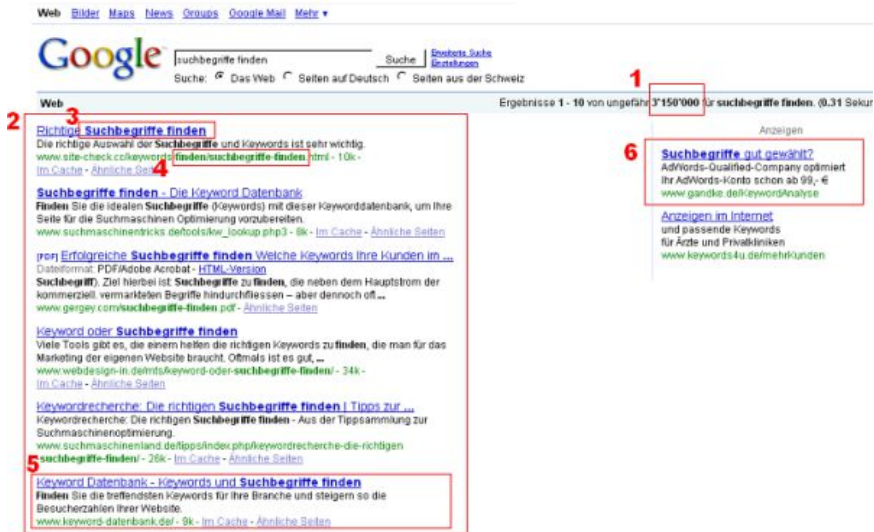 Web Bilder Maps News Groups Google Mail Mehr ▾
Google
suchbegriffe finden Suche Erweiterte Suche
Einstellungen
Suche: Das Web Seiten auf Deutsch Seiten aus der Schweiz
1
Web Ergebnisse 1 - 10 von ungefähr 3'150'000 für suchbegriffe finden. (0.31 Sekun
2
3
Richtige Suchbegriffe finden
Die richtige Auswahl der Suchbegriffe und Keywords ist sehr wichtig.
www.site-check.cc/keywords-finden/suchbegriffe-finden.html - 10k -
Im Cache - Ähnliche Seiten
4
Suchbegriffe finden - Die Keyword Datenbank
Finden Sie die idealen Suchbegriffe (Keywords) mit dieser Keyworddatenbank, um Ihre
Seite für die Suchmaschinen Optimierung vorzubereiten.
www.suchmaschinentricks.de/tools/kw_lookup.php3 - 8k - Im Cache - Ähnliche Seiten
[PDF] Erfolgreiche Suchbegriffe finden Welche Keywords Ihre Kunden im ...
Dateiformat: PDF/Adobe Acrobat - HTML-Version
Suchbegriff). Ziel hierbei ist Suchbegriffe zu finden, die neben dem Hauptstrom der
kommerziell. vermarkteten Begriffe hindurchfliessen – aber dennoch oft ...
www.gergey.com/suchbegriffe-finden.pdf - Ähnliche Seiten
Keyword oder Suchbegriffe finden
Viele Tools gibt es, die einem helfen die richtigen Keywords zu finden, die man für das
Marketing der eigenen Website braucht. Oftmals ist es gut, ...
www.webdesign-in.de/mts/keyword-oder-suchbegriffe-finden/ - 34k -
Im Cache - Ähnliche Seiten
Keywordrecherche: Die richtigen Suchbegriffe finden | Tipps zur ...
Keywordrecherche: Die richtigen Suchbegriffe finden - Aus der Tippsammlung zur
Suchmaschinenoptimierung.
www.suchmaschinenland.de/tipps/index.php/keywordrecherche-die-richtigen
-suchbegriffe-finden/ - 26k - Im Cache - Ähnliche Seiten
5
Keyword Datenbank - Keywords und Suchbegriffe finden
Finden Sie die treffendsten Keywords für Ihre Branche und steigern so die
Besucherzahlen Ihrer Website.
www.keyword-datenbank.de/ - 9k - Im Cache - Ähnliche Seiten
Anzeigen
6
Suchbegriffe gut gewählt?
AdWords-Qualified-Company optimiert
Ihr AdWords-Konto schon ab 99,- €
www.gandke.de/KeywordAnalyse
Anzeigen im Internet
und passende Keywords
für Ärzte und Privatkliniken
www.keywords4u.de/mehrKunden